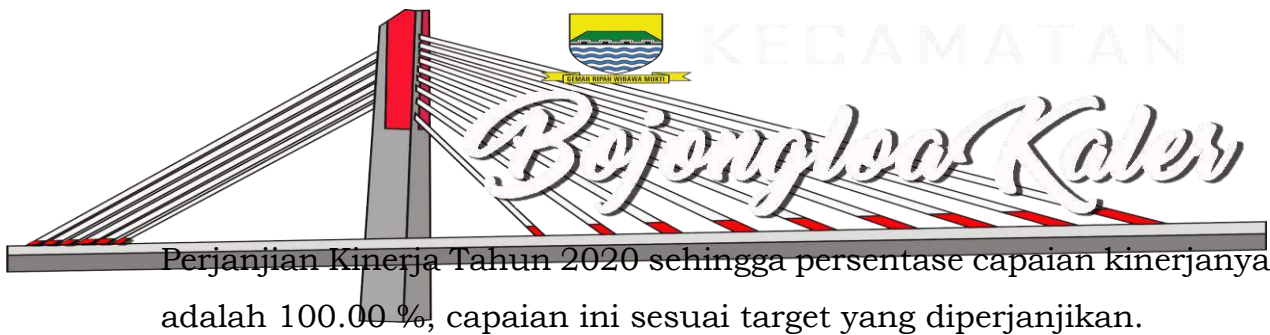 KECAMATAN
GEMAH RIPAH WIBAWA MUKTI
Bojongloa Kaler
Perjanjian Kinerja Tahun 2020 sehingga persentase capaian kinerjanya
adalah 100.00 %, capaian ini sesuai target yang diperjanjikan.